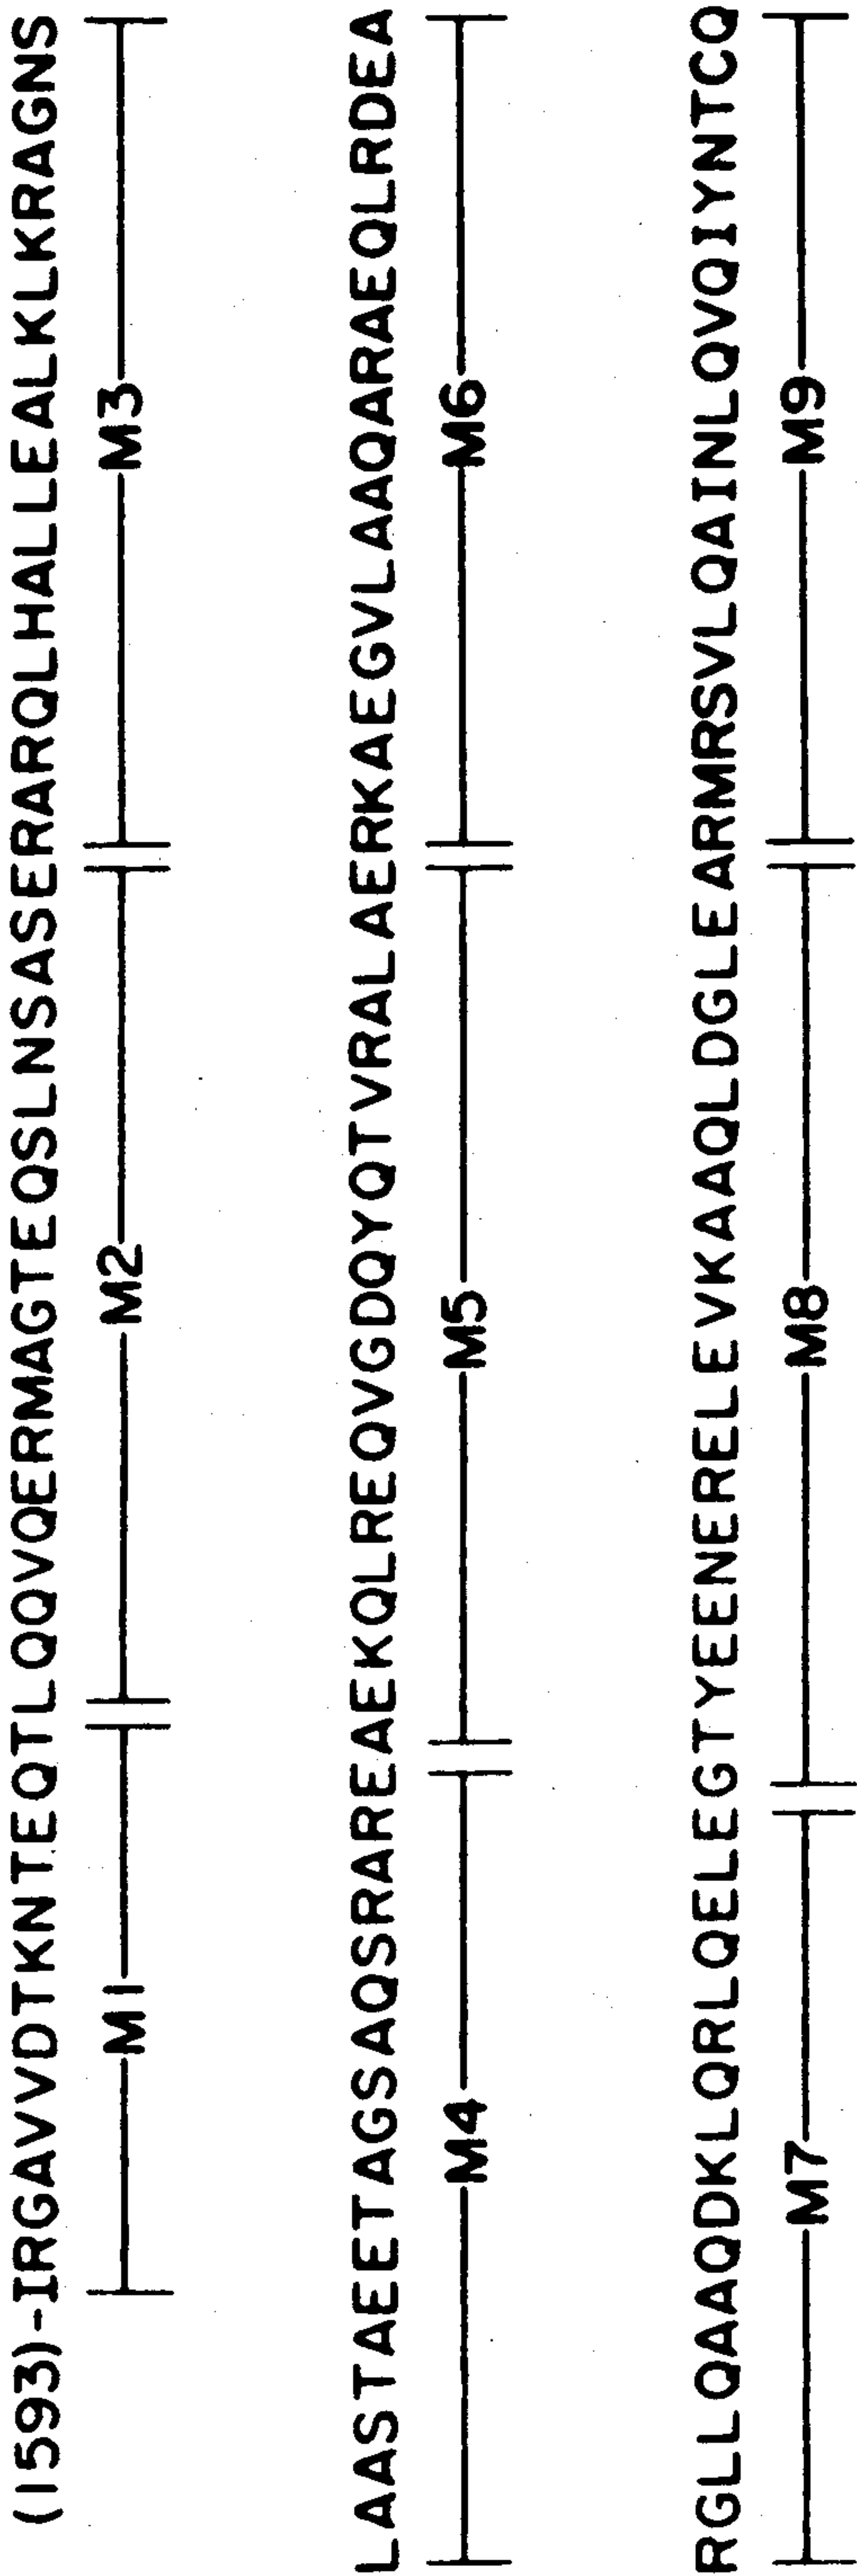 (1593)-IRGAVVDTKNTEQTLQQVQERMAGTEQSLNSASERARQLHALLEALKLKRAGNS
M1 M2 M3
LAASTAEETAGSAQSRAREAEKQLREQVGDQYQTVRALAERKAEGVLAAQARAEQLRDEA
M4 M5 M6
RGLLQAAQDKLQRLQELEGTYEENERELEVKAAQLDGLEARMRSVLQAINLQVQIYNTCQ
M7 M8 M9